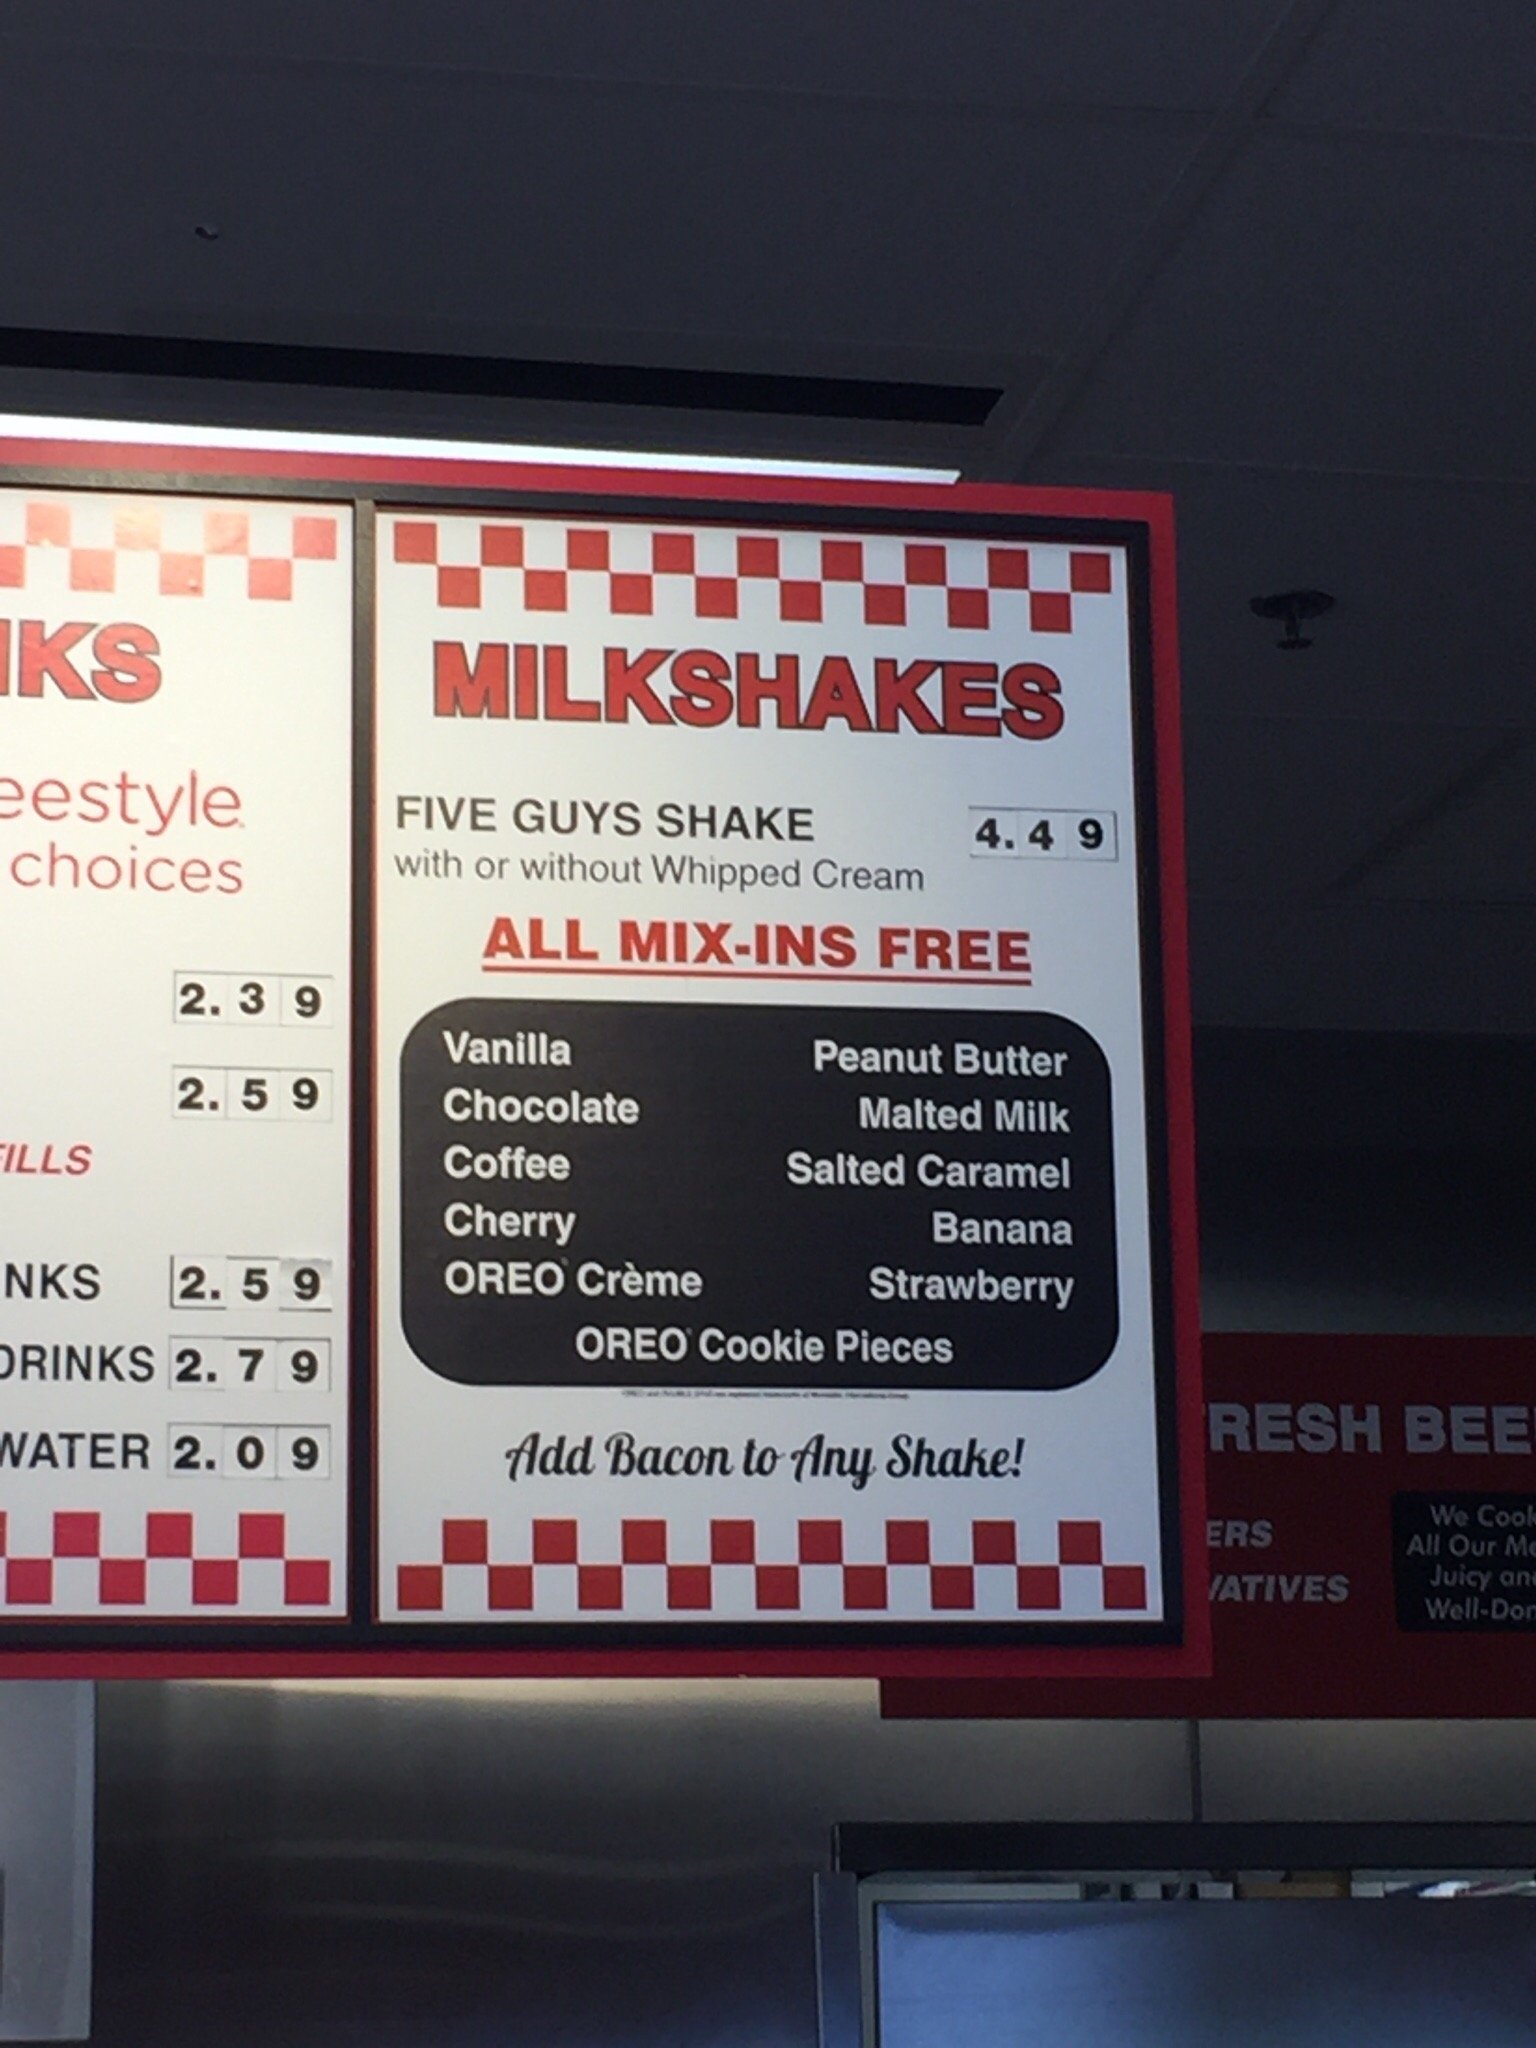 NKS
eestyle
choices
2.39
2.59
FILLS
NKS 2.59
DRINKS 2.79
WATER 2.09
MILKSHAKES
FIVE GUYS SHAKE 4.49
with or without Whipped Cream
ALL MIX-INS FREE
Vanilla Peanut Butter
Chocolate Malted Milk
Coffee Salted Caramel
Cherry Banana
OREO Crème Strawberry
OREO Cookie Pieces
Add Bacon to Any Shake!
FRESH BEE
ERS
VATIVES
We Cook
All Our Me
Juicy and
Well-Don